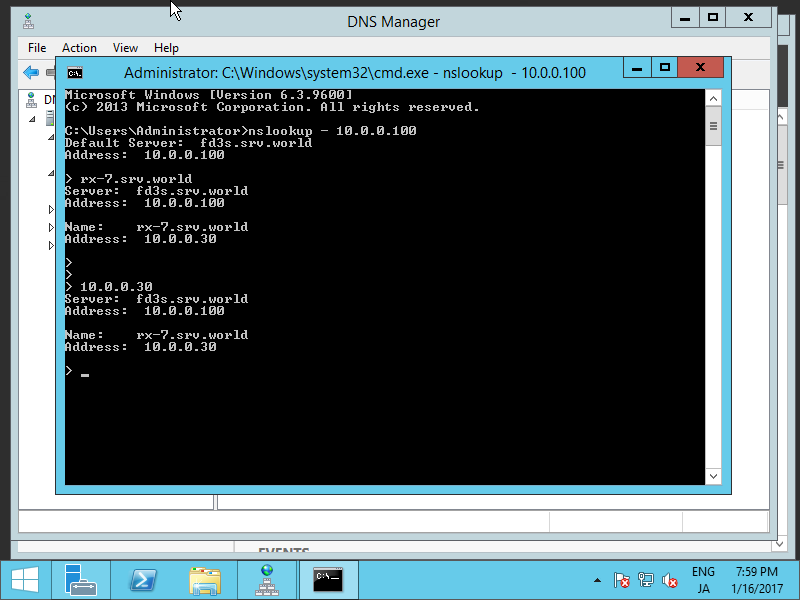 DNS Manager
File Action View Help
Administrator: C:\Windows\system32\cmd.exe - nslookup - 10.0.0.100
Microsoft Windows [Version 6.3.9600]
(c) 2013 Microsoft Corporation. All rights reserved.
C:\Users\Administrator>nslookup - 10.0.0.100
Default Server: fd3s.srv.world
Address: 10.0.0.100
> rx-7.srv.world
Server: fd3s.srv.world
Address: 10.0.0.100
Name: rx-7.srv.world
Address: 10.0.0.30
>
>
> 10.0.0.30
Server: fd3s.srv.world
Address: 10.0.0.100
Name: rx-7.srv.world
Address: 10.0.0.30
> _
EVENTS
ENG 7:59 PM
JA 1/16/2017